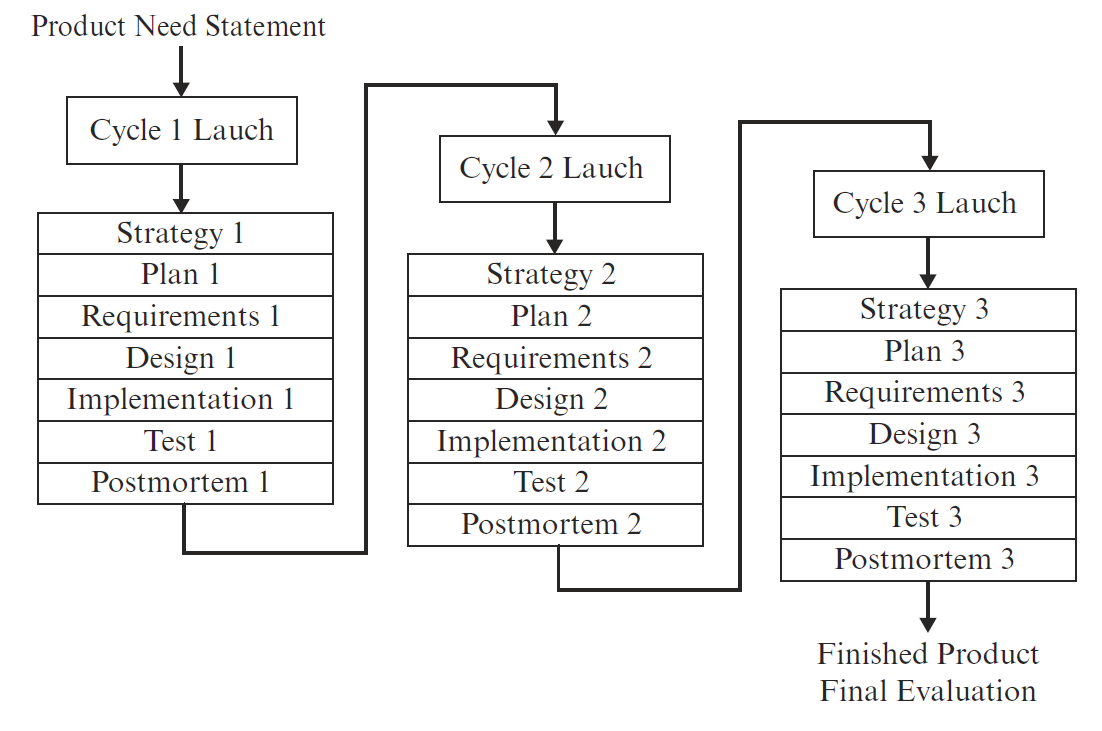 Product Need Statement
Cycle 1 Lauch
Strategy 1
Plan 1
Requirements 1
Design 1
Implementation 1
Test 1
Postmortem 1
Cycle 2 Lauch
Strategy 2
Plan 2
Requirements 2
Design 2
Implementation 2
Test 2
Postmortem 2
Cycle 3 Lauch
Strategy 3
Plan 3
Requirements 3
Design 3
Implementation 3
Test 3
Postmortem 3
Finished Product
Final Evaluation